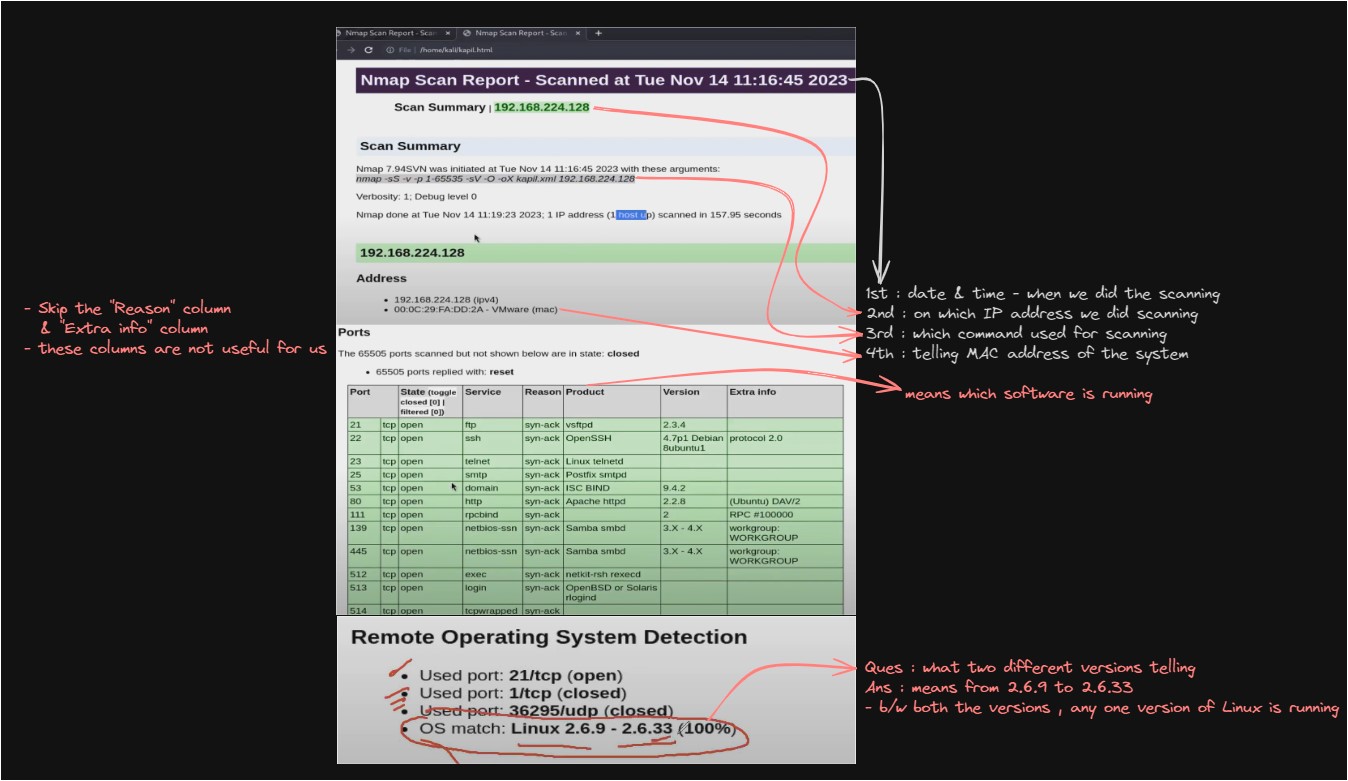 Nmap Scan Report - Scan × Nmap Scan Report - Scan × +
File | /home/kali/kapil.html
Nmap Scan Report - Scanned at Tue Nov 14 11:16:45 2023
Scan Summary | 192.168.224.128
Scan Summary
Nmap 7.94SVN was initiated at Tue Nov 14 11:16:45 2023 with these arguments:
nmap -sS -v -p 1-65535 -sV -O -oX kapil.xml 192.168.224.128
Verbosity: 1; Debug level 0
Nmap done at Tue Nov 14 11:19:23 2023; 1 IP address (1 host up) scanned in 157.95 seconds
192.168.224.128
Address
• 192.168.224.128 (ipv4)
• 00:0C:29:FA:DD:2A - VMware (mac)
1st : date & time - when we did the scanning
2nd : on which IP address we did scanning
3rd : which command used for scanning
4th : telling MAC address of the system
- Skip the "Reason" column
& "Extra info" column
- these columns are not useful for us
Ports
The 65505 ports scanned but not shown below are in state: closed
• 65505 ports replied with: reset
means which software is running
Port State (toggle closed [0] | filtered [0]) Service Reason Product Version Extra info
21 tcp open ftp syn-ack vsftpd 2.3.4
22 tcp open ssh syn-ack OpenSSH 4.7p1 Debian 8ubuntu1 protocol 2.0
23 tcp open telnet syn-ack Linux telnetd
25 tcp open smtp syn-ack Postfix smtpd
53 tcp open domain syn-ack ISC BIND 9.4.2
80 tcp open http syn-ack Apache httpd 2.2.8 (Ubuntu) DAV/2
111 tcp open rpcbind syn-ack 2 RPC #100000
139 tcp open netbios-ssn syn-ack Samba smbd 3.X - 4.X workgroup: WORKGROUP
445 tcp open netbios-ssn syn-ack Samba smbd 3.X - 4.X workgroup: WORKGROUP
512 tcp open exec syn-ack netkit-rsh rexecd
513 tcp open login syn-ack OpenBSD or Solaris rlogind
514 tcp open tcpwrapped syn-ack
Remote Operating System Detection
• Used port: 21/tcp (open)
• Used port: 1/tcp (closed)
• Used port: 36295/udp (closed)
• OS match: Linux 2.6.9 - 2.6.33 (100%)
Ques : what two different versions telling
Ans : means from 2.6.9 to 2.6.33
- b/w both the versions , any one version of Linux is running